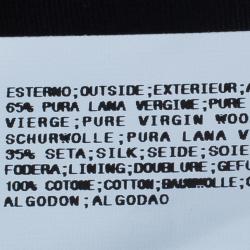 ESTERNO;OUTSIDE;EXTERIEUR;A
65% PURA LANA VERGINE;PURE
VIERGE;PURE VIRGIN WOO
SCHURWOLLE;PURA LANA V
35% SETA;SILK;SEIDE;SOIE
FODERA;LINING;DOUBLURE;GEFU
100% COTONE;COTTON;BAUMWOLLE;C
ALGODON;ALGODAO